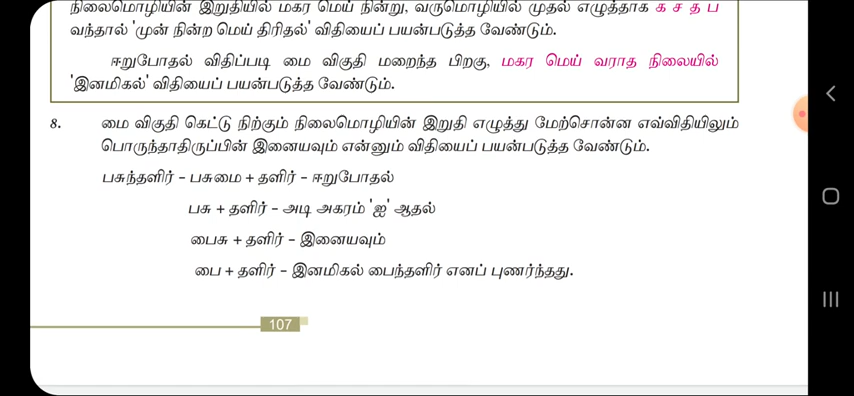 நிலைமொழியின் இறுதியில் மகர மெய் நின்று, வருமொழியில் முதல் எழுத்தாக க ச த ப
வந்தால் 'முன் நின்ற மெய் திரிதல்' விதியைப் பயன்படுத்த வேண்டும்.
ஈறுபோதல் விதிப்படி மை விகுதி மறைந்த பிறகு, மகர மெய் வராத நிலையில்
'இனமிகல்' விதியைப் பயன்படுத்த வேண்டும்.
8. மை விகுதி கெட்டு நிற்கும் நிலைமொழியின் இறுதி எழுத்து மேற்சொன்ன எவ்விதியிலும்
பொருந்தாதிருப்பின் இனையவும் என்னும் விதியைப் பயன்படுத்த வேண்டும்.
பசுந்தளிர் – பசுமை + தளிர் – ஈறுபோதல்
பசு + தளிர் – அடி அகரம் 'ஐ' ஆதல்
பைசு + தளிர் – இனையவும்
பை + தளிர் – இனமிகல் பைந்தளிர் எனப் புணர்ந்தது.
107